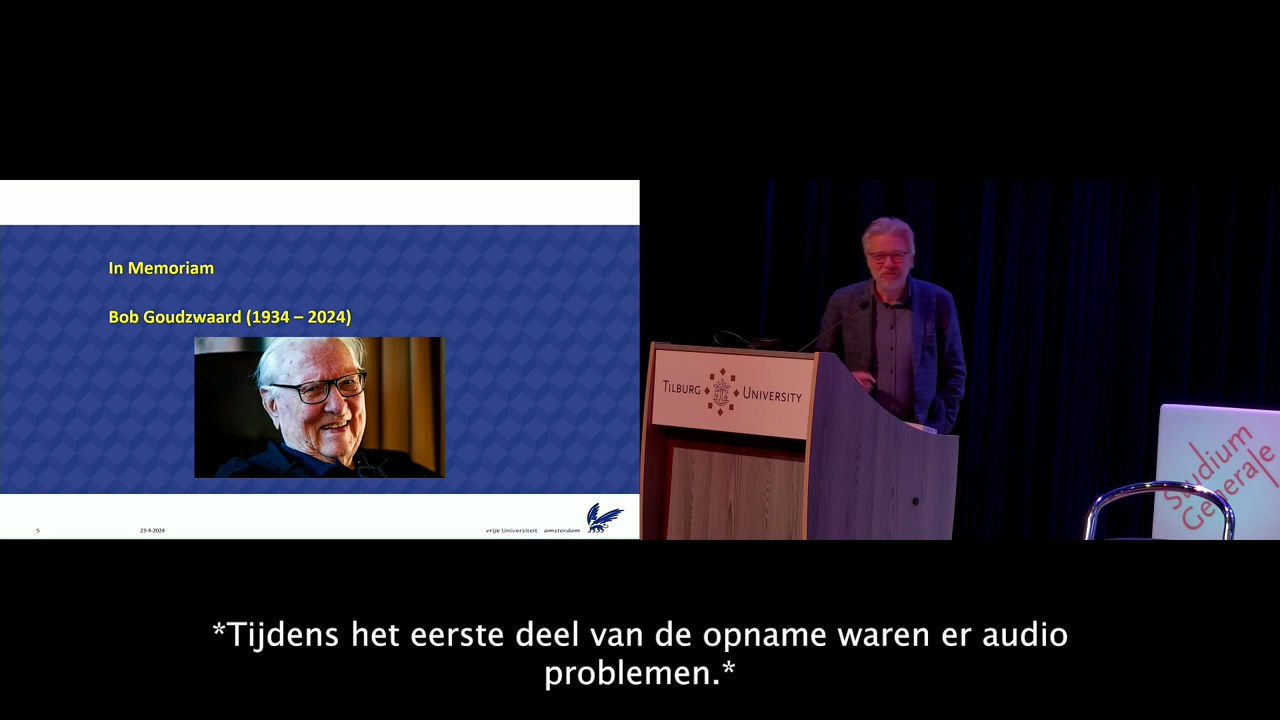 In Memoriam
Bob Goudzwaard (1934 – 2024)
5
23-4-2024
vrije Universiteit amsterdam
TILBURG UNIVERSITY
Studium
Generale
*Tijdens het eerste deel van de opname waren er audio
problemen.*